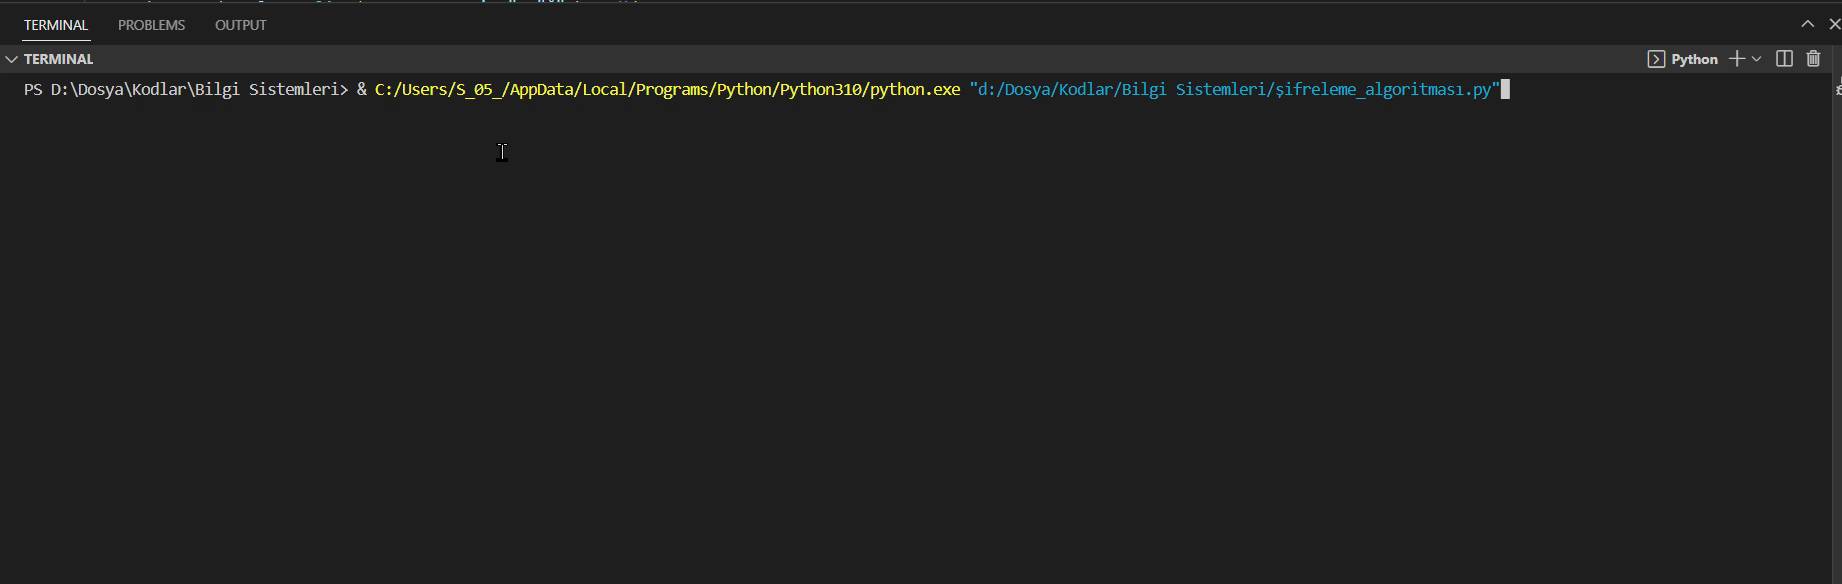 TERMINAL PROBLEMS OUTPUT
TERMINAL Python
PS D:\Dosya\Kodlar\Bilgi Sistemleri> & C:/Users/S_05_/AppData/Local/Programs/Python/Python310/python.exe "d:/Dosya/Kodlar/Bilgi Sistemleri/şifreleme_algoritması.py"